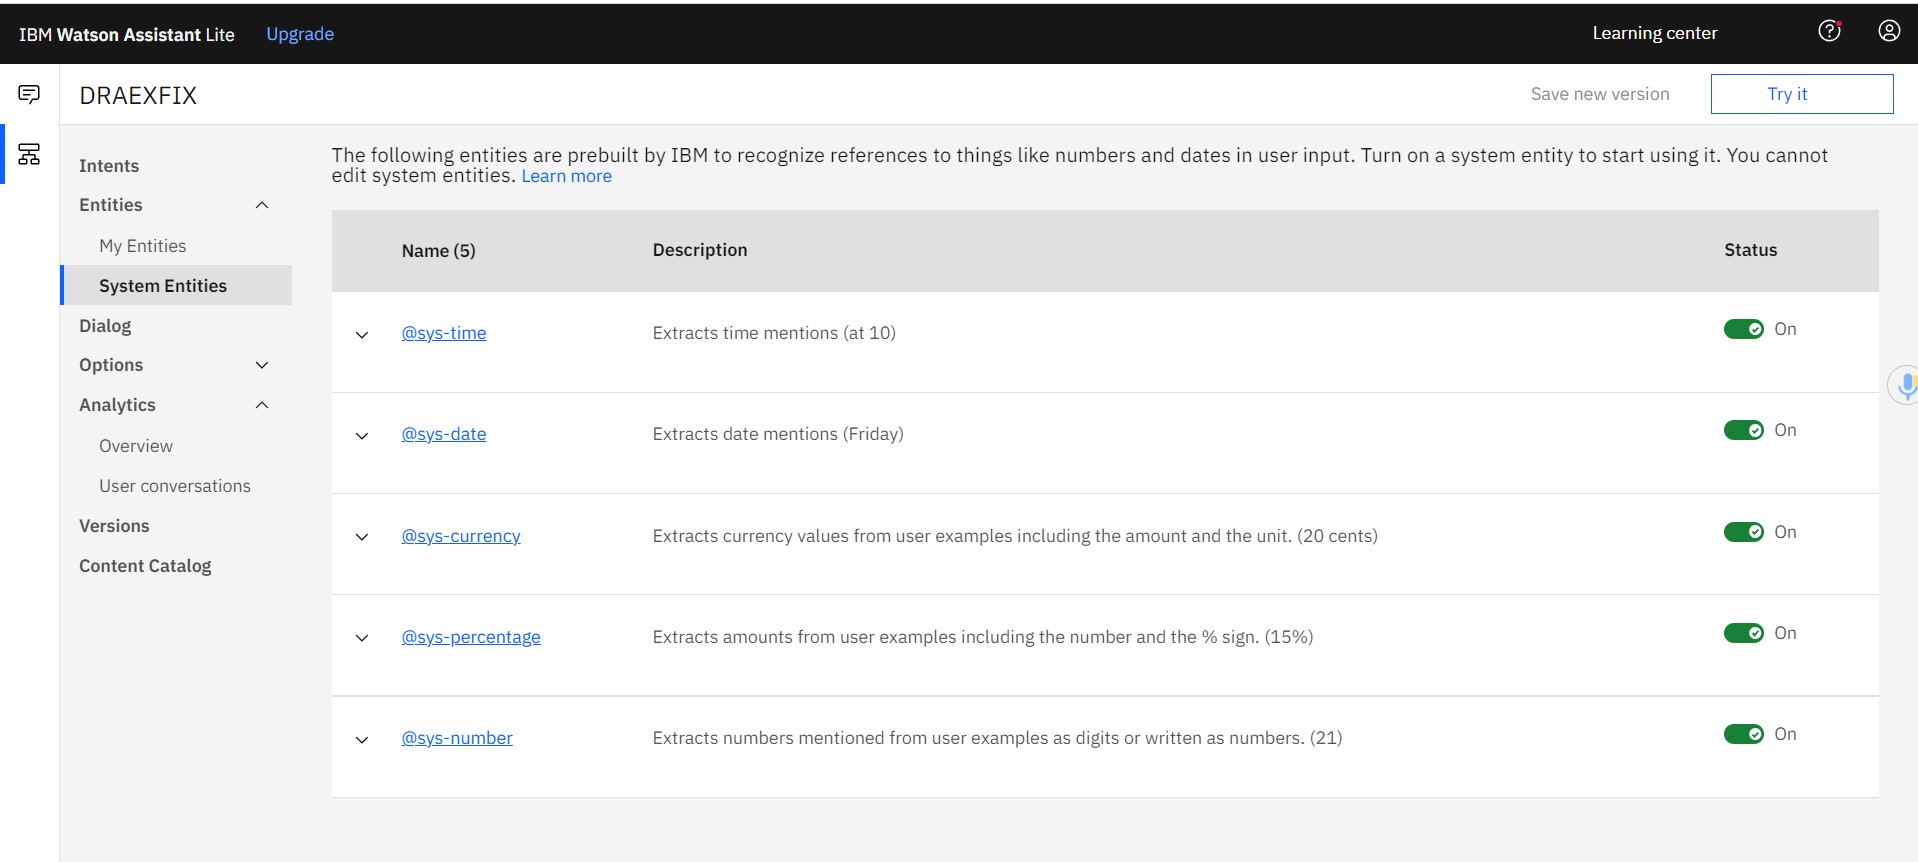 IBM Watson Assistant Lite Upgrade Learning center
DRAEXFIX Save new version Try it
Intents
Entities
My Entities
System Entities
Dialog
Options
Analytics
Overview
User conversations
Versions
Content Catalog
The following entities are prebuilt by IBM to recognize references to things like numbers and dates in user input. Turn on a system entity to start using it. You cannot
edit system entities. Learn more
Name (5) Description Status
@sys-time Extracts time mentions (at 10) On
@sys-date Extracts date mentions (Friday) On
@sys-currency Extracts currency values from user examples including the amount and the unit. (20 cents) On
@sys-percentage Extracts amounts from user examples including the number and the % sign. (15%) On
@sys-number Extracts numbers mentioned from user examples as digits or written as numbers. (21) On